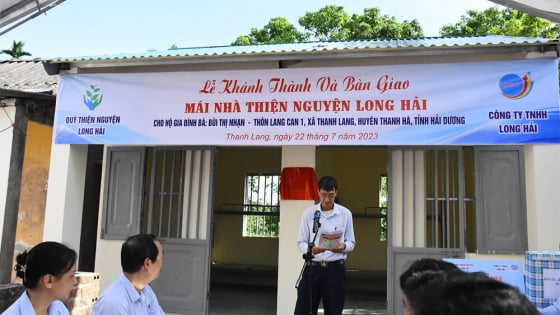 Lễ Khánh Thành Và Bàn Giao
MÁI NHÀ THIỆN NGUYỆN LONG HẢI
CHO HỘ GIA ĐÌNH BÀ: BÙI THỊ NHẠN - THÔN LANG CAN 1, XÃ THANH LANG, HUYỆN THANH HÀ, TỈNH HẢI DƯƠNG
Thanh Lang, ngày 22 tháng 7 năm 2023
QUỸ THIỆN NGUYỆN
LONG HẢI
CÔNG TY TNHH
LONG HẢI